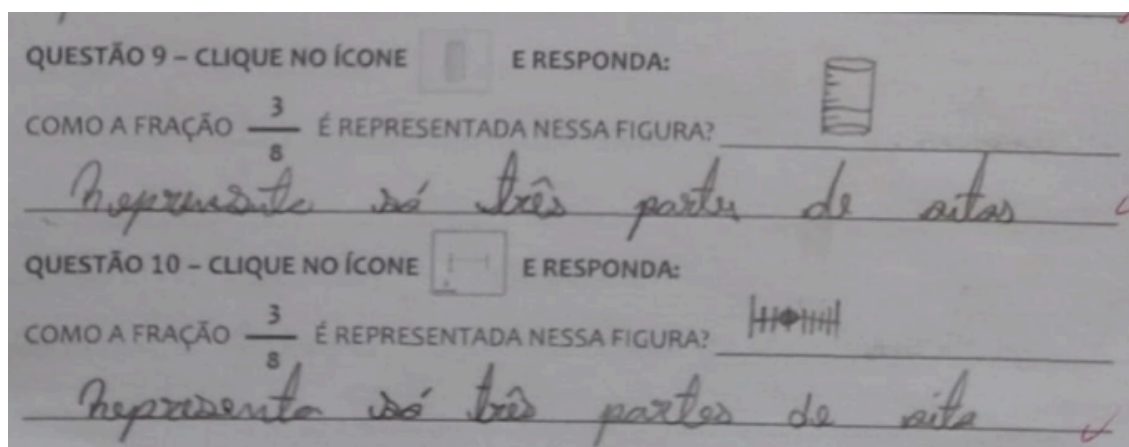 QUESTÃO 9 – CLIQUE NO ÍCONE E RESPONDA:
COMO A FRAÇÃO 3/8 É REPRESENTADA NESSA FIGURA?
Representa só três partes de oitos
QUESTÃO 10 – CLIQUE NO ÍCONE E RESPONDA:
COMO A FRAÇÃO 3/8 É REPRESENTADA NESSA FIGURA?
Representa só três partes de oito